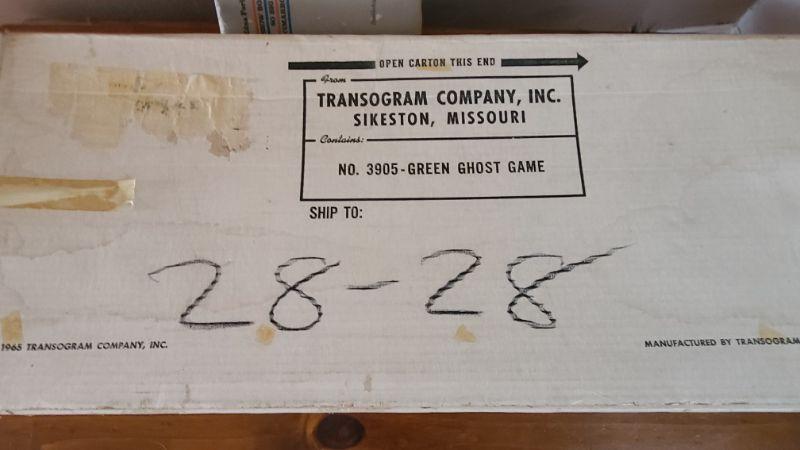 OPEN CARTON THIS END
From
TRANSOGRAM COMPANY, INC.
SIKESTON, MISSOURI
Contains:
NO. 3905-GREEN GHOST GAME
SHIP TO:
28-28
1965 TRANSOGRAM COMPANY, INC.
MANUFACTURED BY TRANSOGRAM